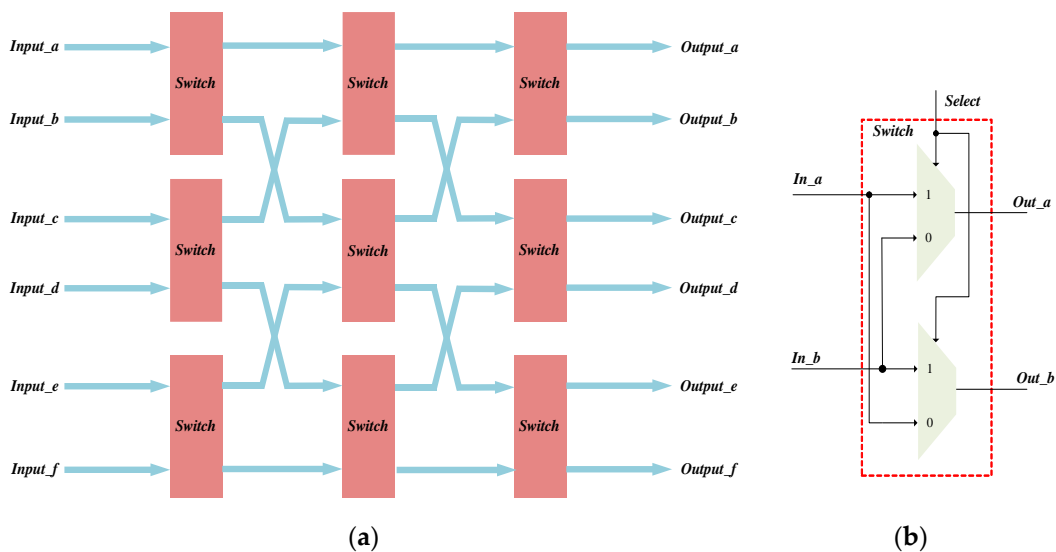 Input_a
Switch
Switch
Switch
Output_a
Input_b
Output_b
Input_c
Switch
Switch
Switch
Output_c
Input_d
Output_d
Input_e
Switch
Switch
Switch
Output_e
Input_f
Output_f
(a)
Select
Switch
In_a
1
Out_a
0
In_b
1
Out_b
0
(b)